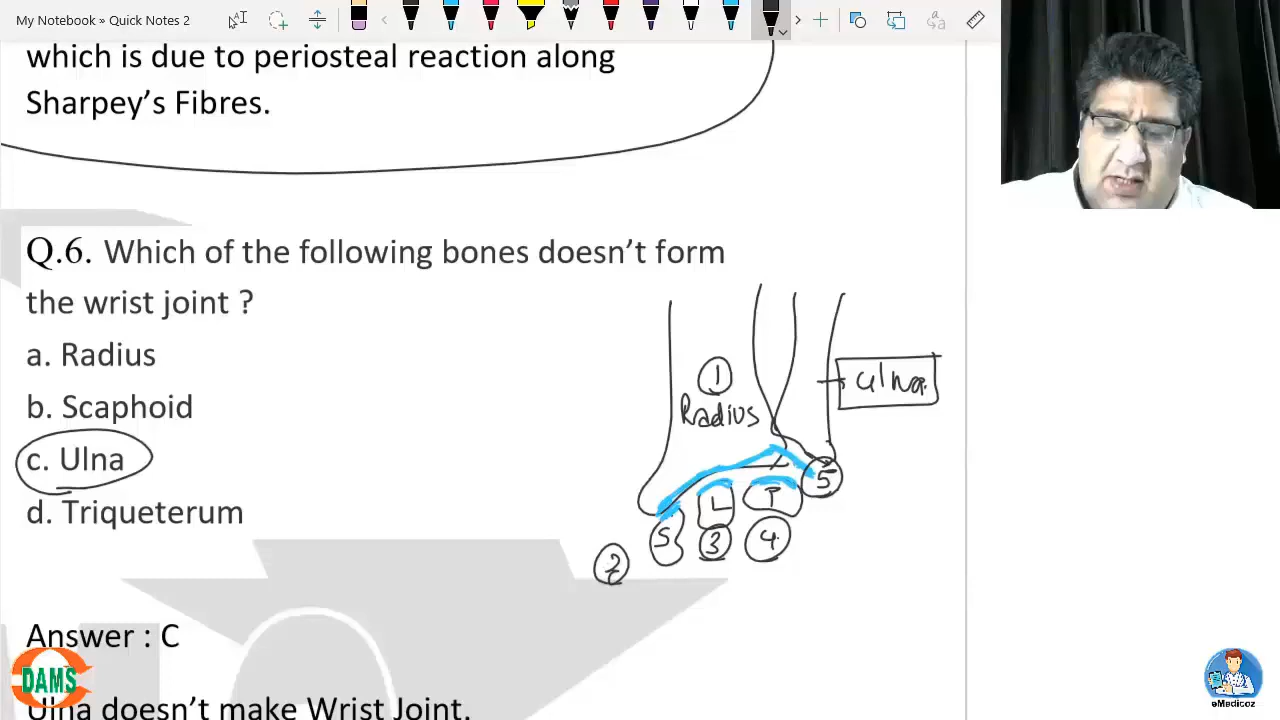 My Notebook » Quick Notes 2
which is due to periosteal reaction along
Sharpey's Fibres.
Q.6. Which of the following bones doesn't form
the wrist joint ?
a. Radius
b. Scaphoid
c. Ulna
d. Triqueterum
1
Radius
Ulna
5
S L T
2 3 4
Answer : C
Ulna doesn't make Wrist Joint.
DAMS
eMedicoz